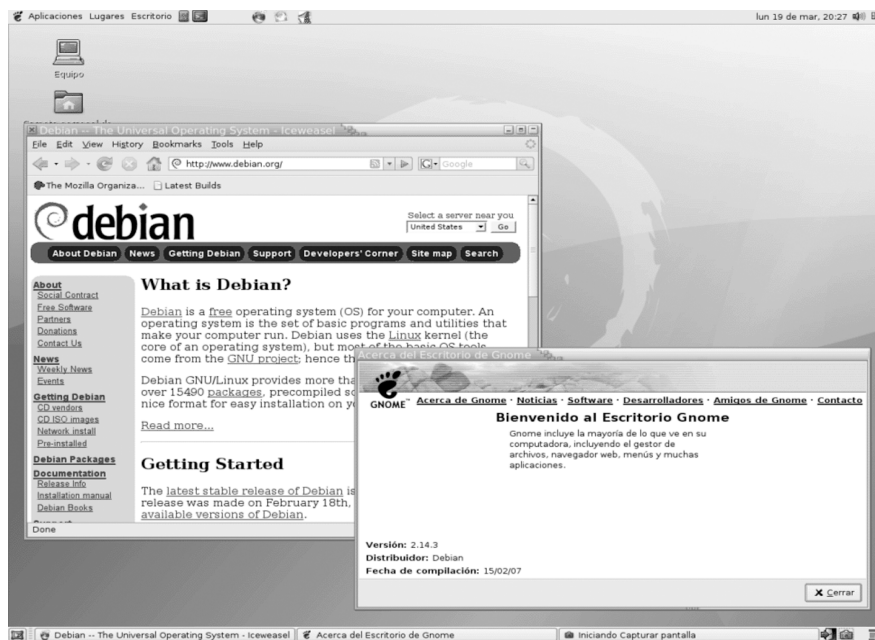 Aplicaciones Lugares Escritorio
lun 19 de mar, 20:27
Equipo
Debian -- The Universal Operating System - Iceweasel
File Edit View History Bookmarks Tools Help
http://www.debian.org/
Google
The Mozilla Organiza... Latest Builds
debian
Select a server near you
United States Go
About Debian News Getting Debian Support Developers' Corner Site map Search
About
Social Contract
Free Software
Partners
Donations
Contact Us
News
Weekly News
Events
Getting Debian
CD vendors
CD ISO images
Network install
Pre-installed
Debian Packages
Documentation
Release Info
Installation manual
Debian Books
What is Debian?
Debian is a free operating system (OS) for your computer. An
operating system is the set of basic programs and utilities that
make your computer run. Debian uses the Linux kernel (the
core of an operating system), but most of the basic OS tools
come from the GNU project; hence th
Debian GNU/Linux provides more tha
over 15490 packages, precompiled so
nice format for easy installation on yo
Read more...
Getting Started
The latest stable release of Debian is
release was made on February 18th,
available versions of Debian.
Done
Acerca del Escritorio de Gnome
GNOME™
Acerca de Gnome · Noticias · Software · Desarrolladores · Amigos de Gnome · Contacto
Bienvenido al Escritorio Gnome
Gnome incluye la mayoría de lo que ve en su
computadora, incluyendo el gestor de
archivos, navegador web, menús y muchas
aplicaciones.
Versión: 2.14.3
Distribuidor: Debian
Fecha de compilación: 15/02/07
Cerrar
Debian -- The Universal Operating System - Iceweasel
Acerca del Escritorio de Gnome
Iniciando Capturar pantalla